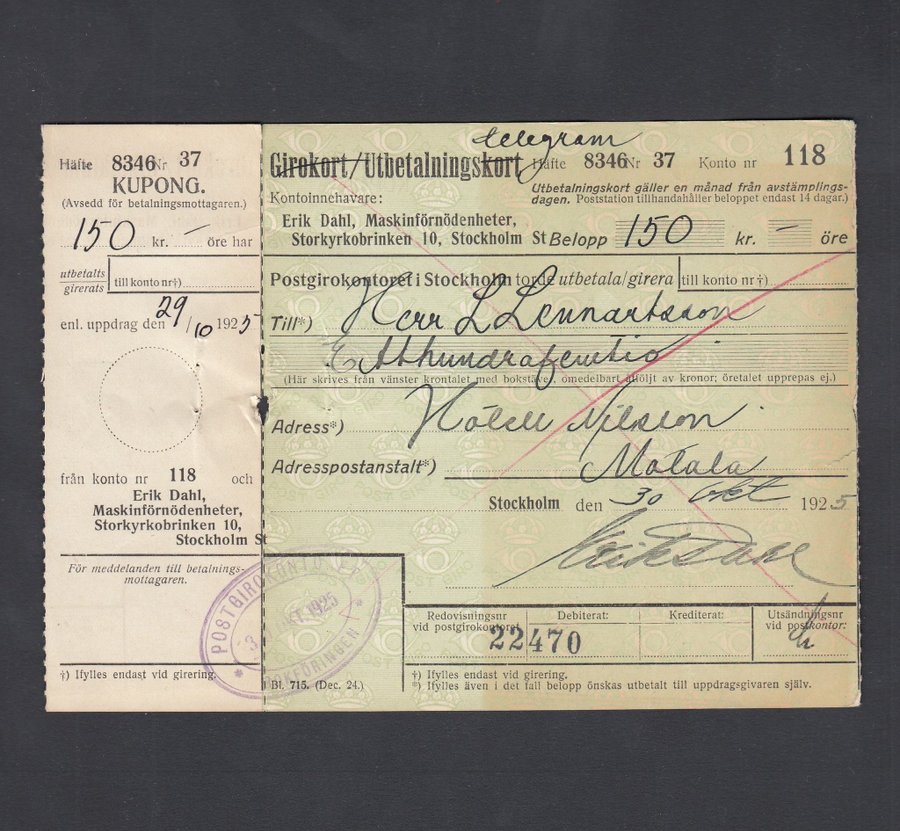 Häfte 8346 Nr 37
KUPONG.
(Avsedd för betalningsmottagaren.)
150 kr. — öre har
utbetalts
girerats
till konto nr†)
enl. uppdrag den 29/10 1925
från konto nr 118 och
Erik Dahl,
Maskinförnödenheter,
Storkyrkobrinken 10,
Stockholm St
För meddelanden till betalnings-
mottagaren.
†) Ifylles endast vid girering.
telegram
Girokort/Utbetalningskort Häfte 8346 Nr 37 Konto nr 118
Utbetalningskort gäller en månad från avstämplings-
dagen. Poststation tillhandahåller beloppet endast 14 dagar.)
Kontoinnehavare:
Erik Dahl, Maskinförnödenheter,
Storkyrkobrinken 10, Stockholm St Belopp 150 kr. — öre
Postgirokontoret i Stockholm torde utbetala/girera till konto nr†)
Till*) Herr L Lennartsson
Etthundrafemtio
(Här skrives från vänster krontalet med bokstäver, omedelbart åtföljt av kronor; öretalet upprepas ej.)
Adress*) Hotell Nilsson
Adresspostanstalt*) Motala
Stockholm den 30 Okt 1925
Erik Dahl
Redovisningsnr
vid postgirokontoret
Debiterat:
Krediterat:
Utsändningsnr
vid postkontor:
22470
POSTGIROKONTORET
OKT. 1925
†) Ifylles endast vid girering.
Bl. 715. (Dec. 24.)
*) Ifylles även i det fall belopp önskas utbetalt till uppdragsgivaren själv.